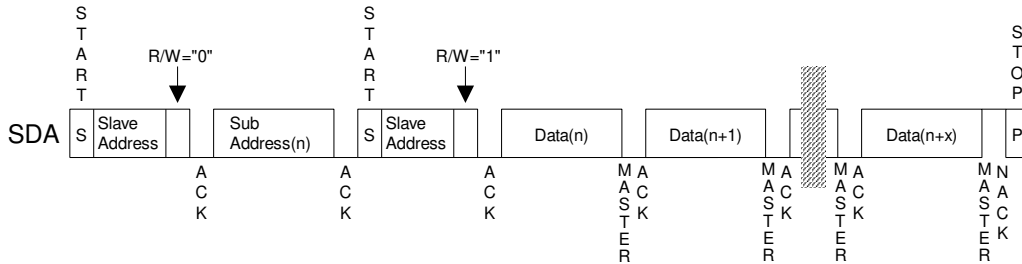 START
START
STOP
R/W="0"
R/W="1"
SDA
S
Slave
Address
Sub
Address(n)
S
Slave
Address
Data(n)
Data(n+1)
Data(n+x)
P
ACK
ACK
ACK
MASTER
ACK
MASTER
ACK
MASTER
ACK
MASTER
NACK